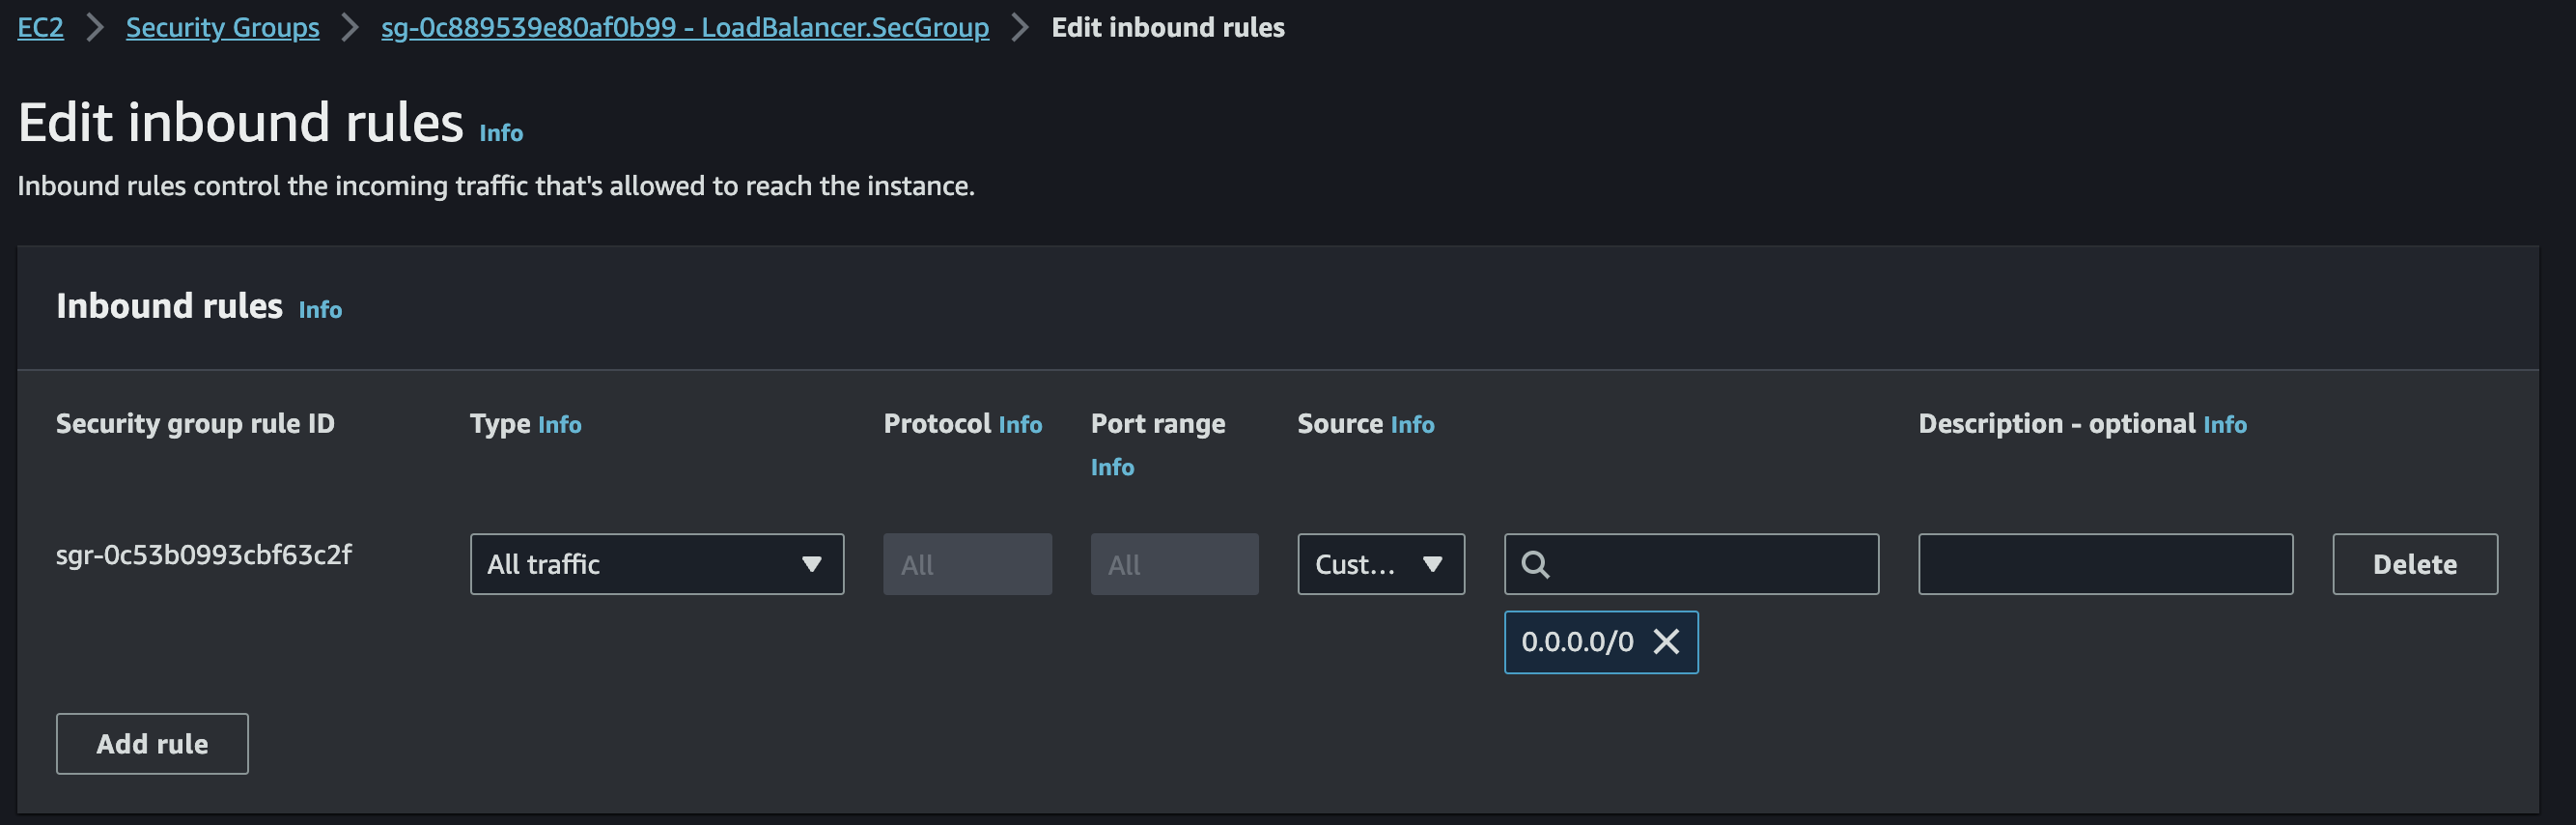 EC2 > Security Groups > sg-0c889539e80af0b99 - LoadBalancer.SecGroup > Edit inbound rules
Edit inbound rules Info
Inbound rules control the incoming traffic that's allowed to reach the instance.
Inbound rules Info
Security group rule ID Type Info Protocol Info Port range Source Info Description - optional Info
Info
sgr-0c53b0993cbf63c2f All traffic All All Cust... Delete
0.0.0.0/0
Add rule